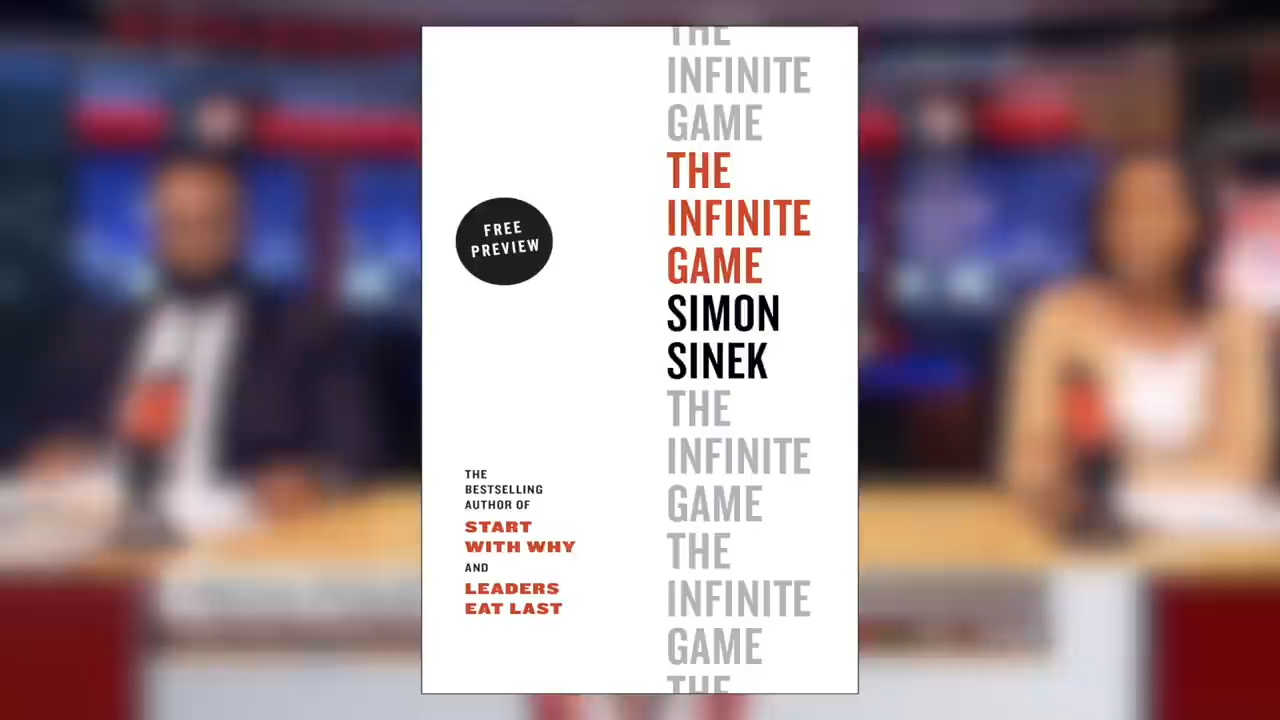 THE
INFINITE
GAME
THE
INFINITE
GAME
SIMON
SINEK
THE
INFINITE
GAME
THE
INFINITE
GAME
THE
FREE
PREVIEW
THE
BESTSELLING
AUTHOR OF
START
WITH WHY
AND
LEADERS
EAT LAST